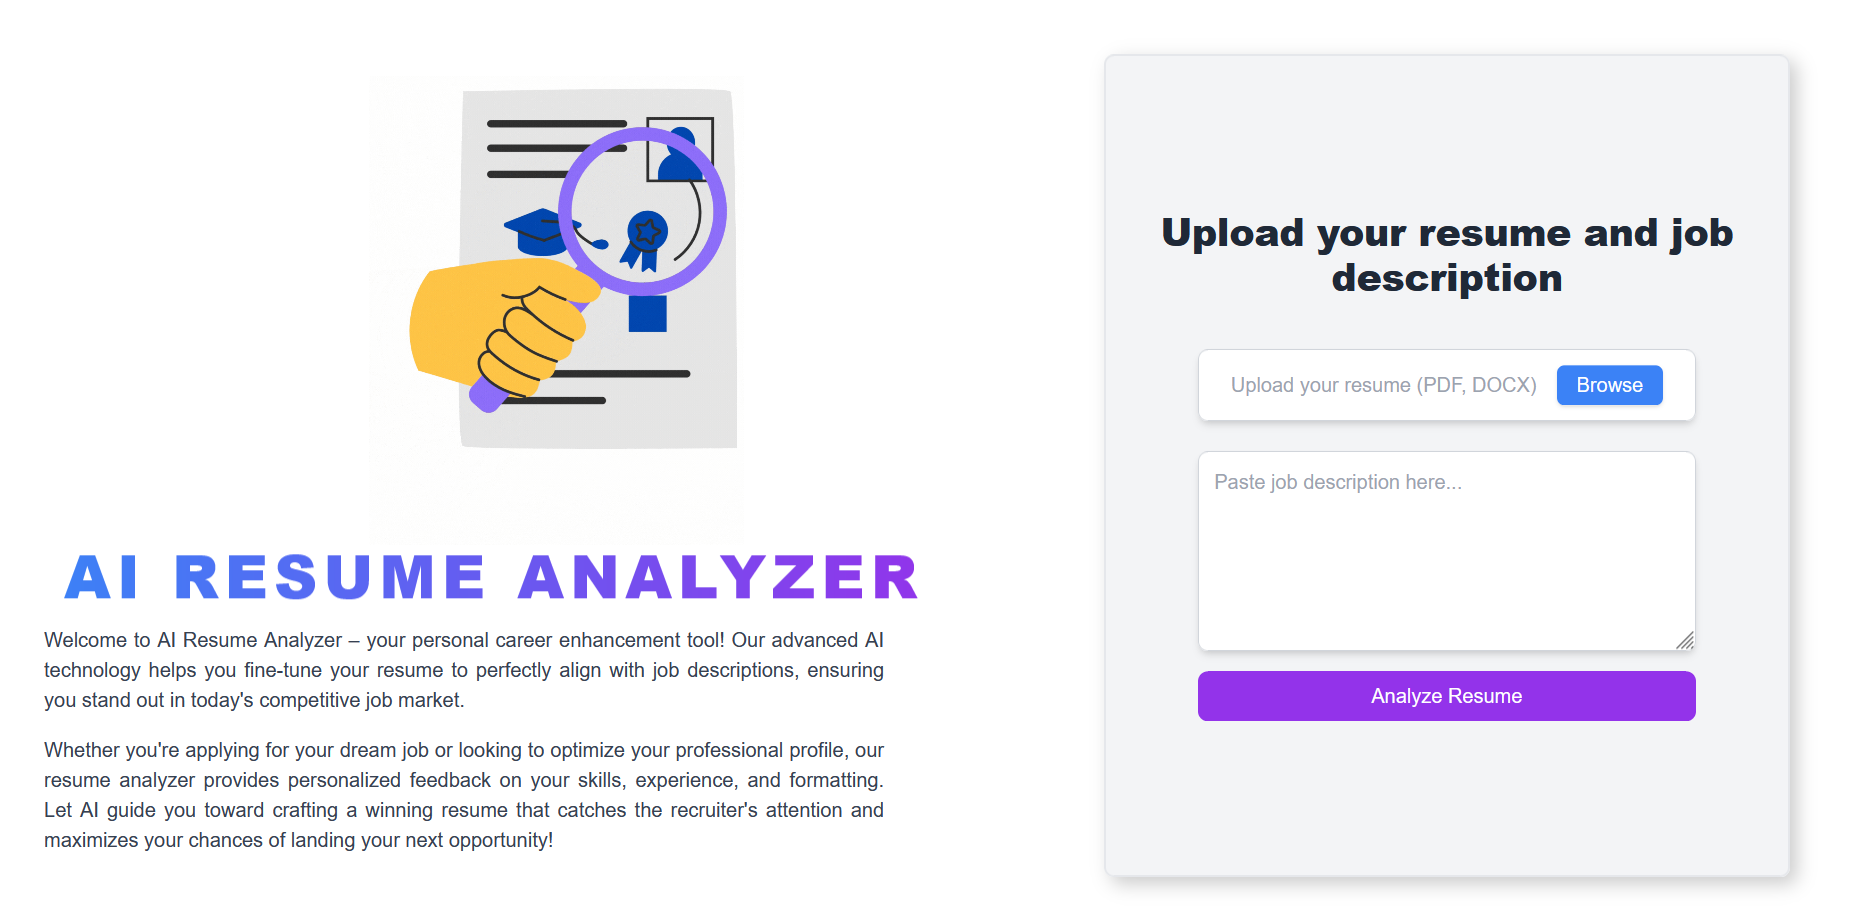 AI RESUME ANALYZER
Welcome to AI Resume Analyzer – your personal career enhancement tool! Our advanced AI
technology helps you fine-tune your resume to perfectly align with job descriptions, ensuring
you stand out in today's competitive job market.
Whether you're applying for your dream job or looking to optimize your professional profile, our
resume analyzer provides personalized feedback on your skills, experience, and formatting.
Let AI guide you toward crafting a winning resume that catches the recruiter's attention and
maximizes your chances of landing your next opportunity!
Upload your resume and job
description
Upload your resume (PDF, DOCX) Browse
Paste job description here...
Analyze Resume